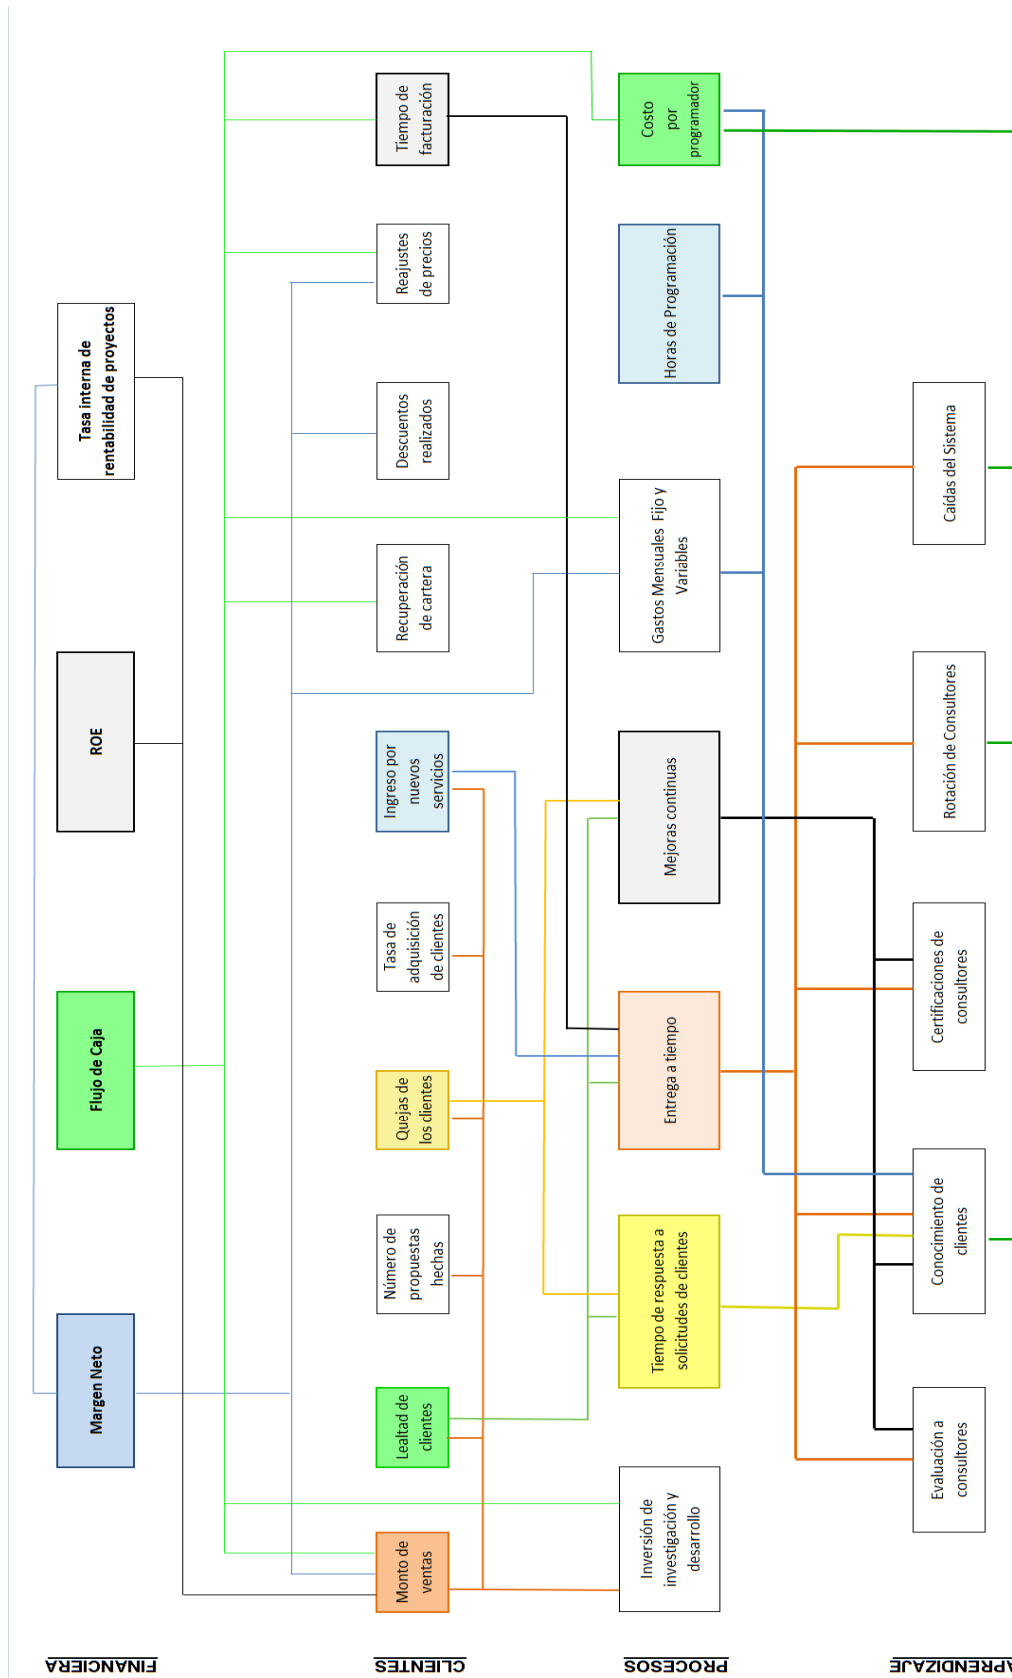 FINANCIERA
Margen Neto
Flujo de Caja
ROE
Tasa interna de
rentabilidad de proyectos
CLIENTES
Monto de
ventas
Lealtad de
clientes
Número de
propuestas
hechas
Quejas de
los clientes
Tasa de
adquisición
de clientes
Ingreso por
nuevos
servicios
Recuperación
de cartera
Descuentos
realizados
Reajustes
de precios
Tiempo de
facturación
PROCESOS
Inversión de
investigación y
desarrollo
Tiempo de respuesta a
solicitudes de clientes
Entrega a tiempo
Mejoras continuas
Gastos Mensuales Fijo y
Variables
Horas de Programación
Costo
por
programador
APRENDIZAJE
Evaluación a
consultores
Conocimiento de
clientes
Certificaciones de
consultores
Rotación de Consultores
Caídas del Sistema